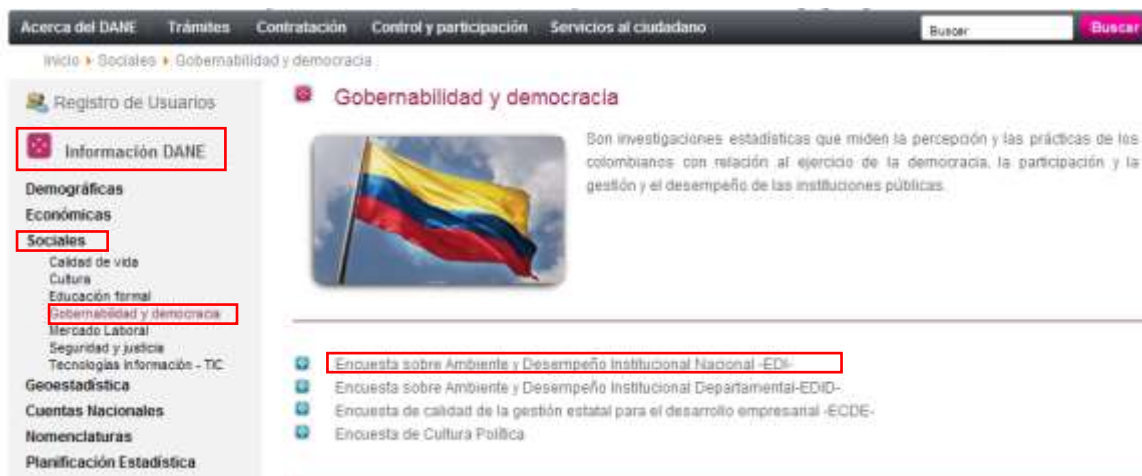 Acerca del DANE Trámites Contratación Control y participación Servicios al ciudadano Buscar Buscar
Inicio Sociales Gobernabilidad y democracia
Registro de Usuarios
Información DANE
Demográficas
Económicas
Sociales
Calidad de vida
Cultura
Educación formal
Gobernabilidad y democracia
Mercado Laboral
Seguridad y justicia
Tecnologías Información - TIC
Geoestadística
Cuentas Nacionales
Nomenclaturas
Planificación Estadística
Gobernabilidad y democracia
Son investigaciones estadísticas que miden la percepción y las prácticas de los
colombianos con relación al ejercicio de la democracia, la participación y la
gestión y el desempeño de las instituciones públicas.
Encuesta sobre Ambiente y Desempeño Institucional Nacional -EDI-
Encuesta sobre Ambiente y Desempeño Institucional Departamental-EDID-
Encuesta de calidad de la gestión estatal para el desarrollo empresarial -ECDE-
Encuesta de Cultura Política